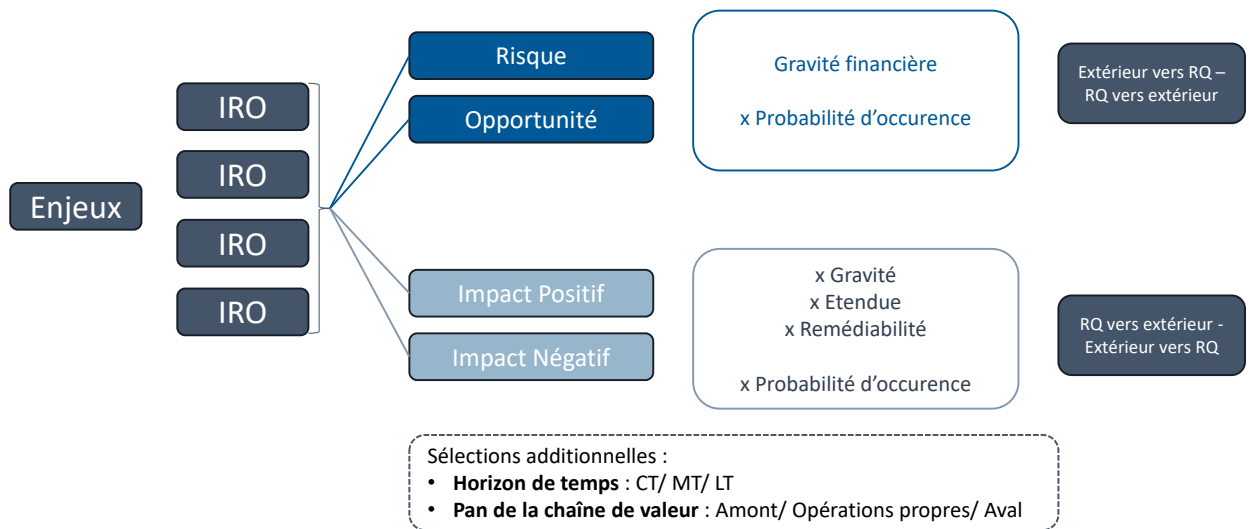 Enjeux
IRO
IRO
IRO
IRO
Risque
Opportunité
Gravité financière
x Probabilité d'occurence
Extérieur vers RQ –
RQ vers extérieur
Impact Positif
Impact Négatif
x Gravité
x Etendue
x Remédiabilité
x Probabilité d'occurence
RQ vers extérieur -
Extérieur vers RQ
Sélections additionnelles :
• Horizon de temps : CT/ MT/ LT
• Pan de la chaîne de valeur : Amont/ Opérations propres/ Aval